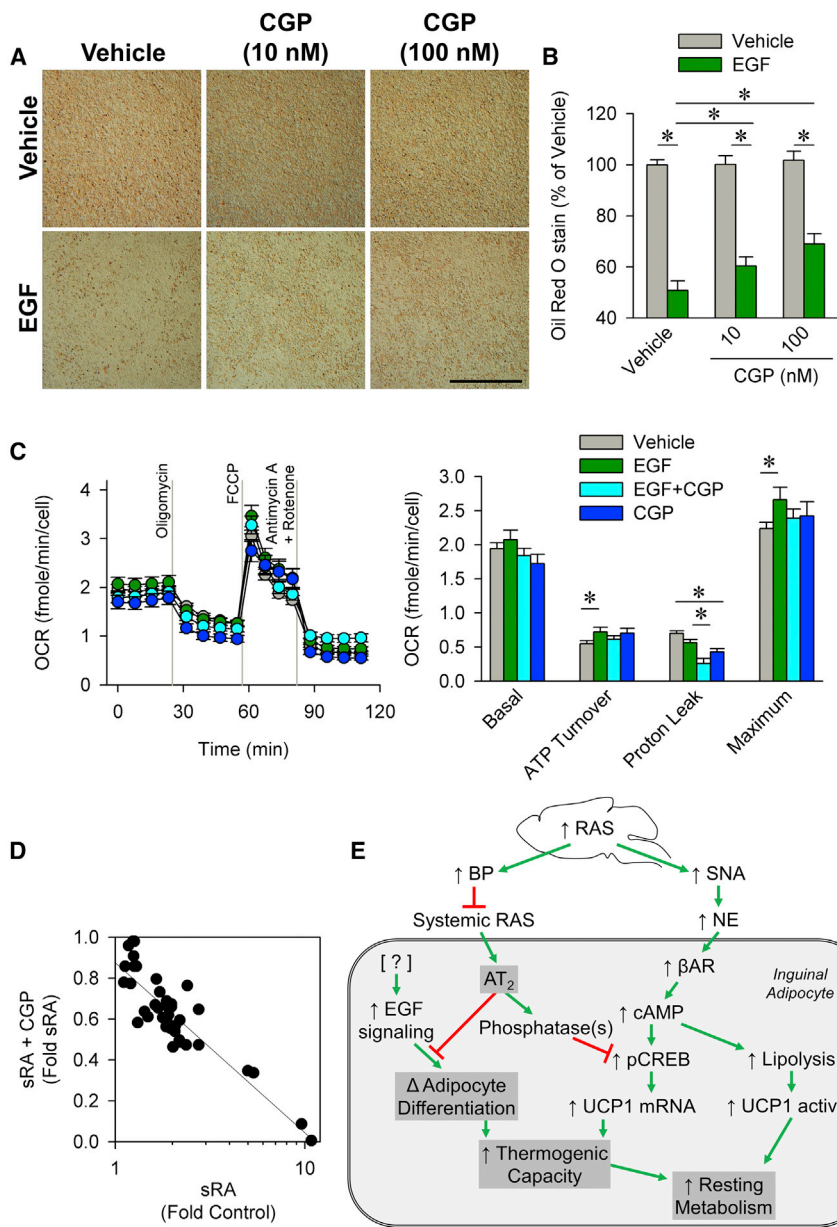 A
Vehicle
CGP
(10 nM)
CGP
(100 nM)
Vehicle
EGF
B
Vehicle
EGF
Oil Red O stain (% of Vehicle)
120
100
80
60
40
*
*
*
*
*
Vehicle
10
100
CGP (nM)
C
OCR (fmole/min/cell)
4
3
2
1
0
Oligomycin
FCCP
Antimycin A
+ Rotenone
0
30
60
90
120
Time (min)
Vehicle
EGF
EGF+CGP
CGP
OCR (fmole/min/cell)
3.0
2.5
2.0
1.5
1.0
0.5
0.0
*
*
*
*
Basal
ATP Turnover
Proton Leak
Maximum
D
sRA + CGP
(Fold sRA)
1.0
0.8
0.6
0.4
0.2
0.0
1
10
sRA
(Fold Control)
E
↑ RAS
↑ BP
↑ SNA
Systemic RAS
↑ NE
[ ? ]
AT2
↑ βAR
Inguinal
Adipocyte
↑ EGF
signaling
Phosphatase(s)
↑ cAMP
↑ pCREB
↑ Lipolysis
Δ Adipocyte
Differentiation
↑ UCP1 mRNA
↑ UCP1 activ
↑ Thermogenic
Capacity
↑ Resting
Metabolism